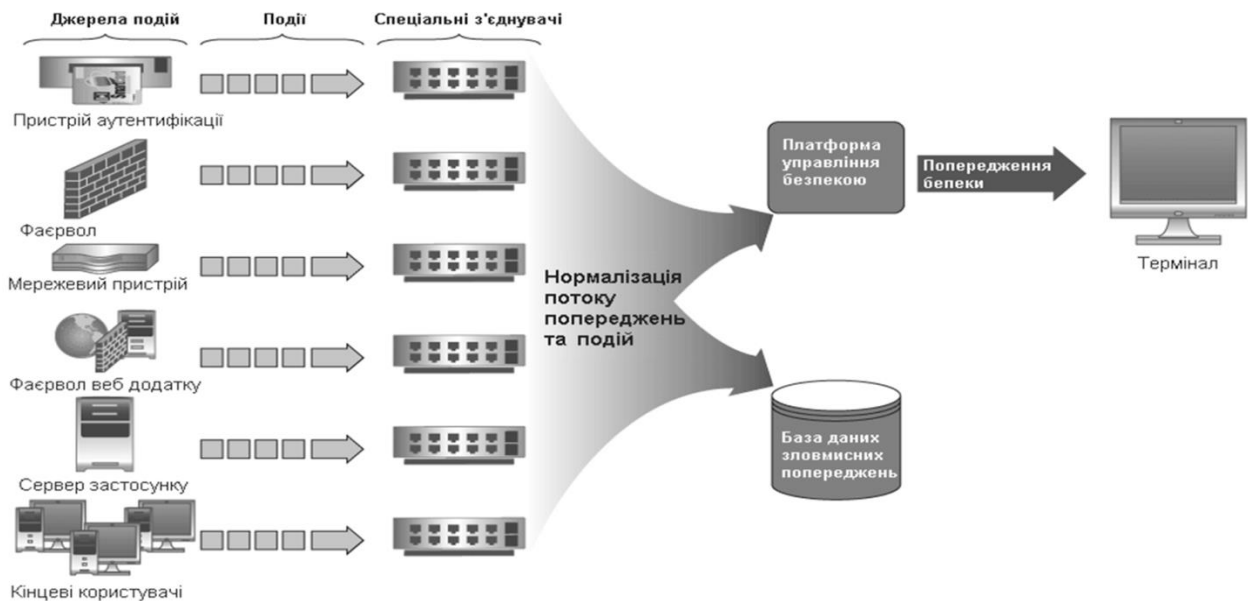 Джерела подій
Події
Спеціальні з'єднувачі
Пристрій аутентифікації
Фаєрвол
Мережевий пристрій
Фаєрвол веб додатку
Сервер застосунку
Кінцеві користувачі
Нормалізація
потоку
попереджень
та подій
Платформа
управління
безпекою
Попередження
бепеки
Термінал
База даних
зловмисних
попереджень